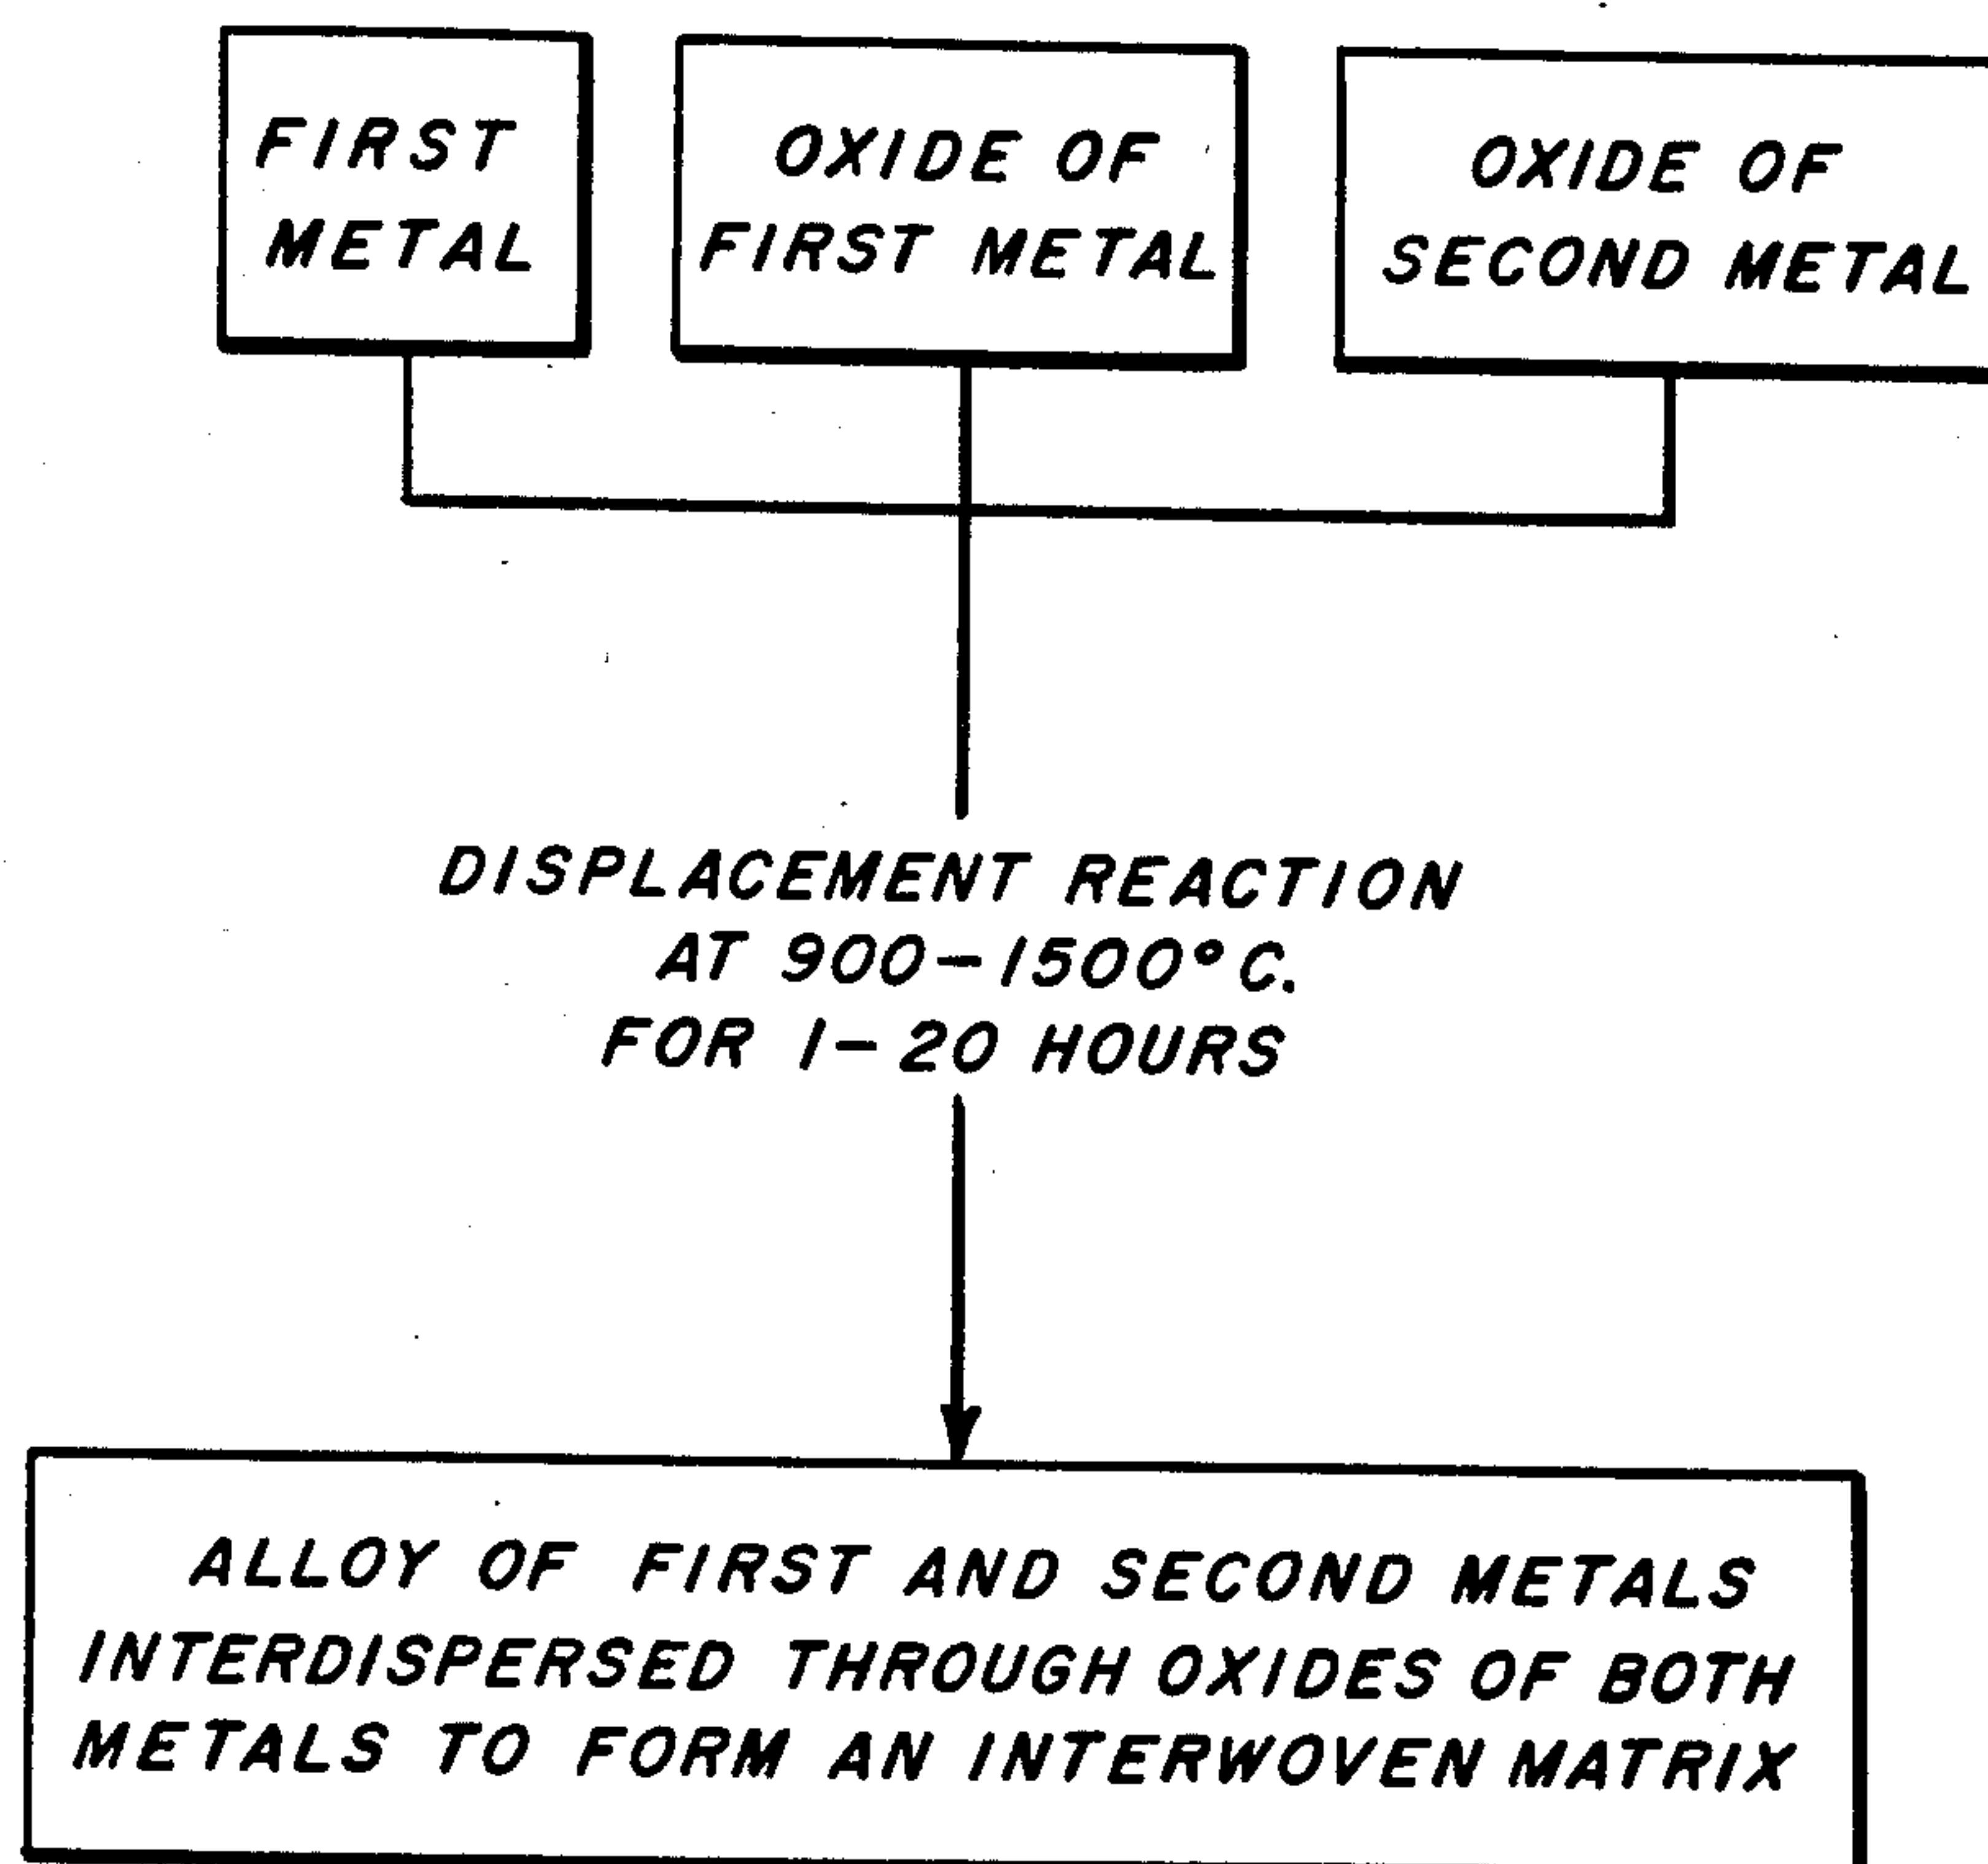 FIRST
METAL
OXIDE OF
FIRST METAL
OXIDE OF
SECOND METAL
DISPLACEMENT REACTION
AT 900-1500°C.
FOR 1-20 HOURS
ALLOY OF FIRST AND SECOND METALS
INTERDISPERSED THROUGH OXIDES OF BOTH
METALS TO FORM AN INTERWOVEN MATRIX